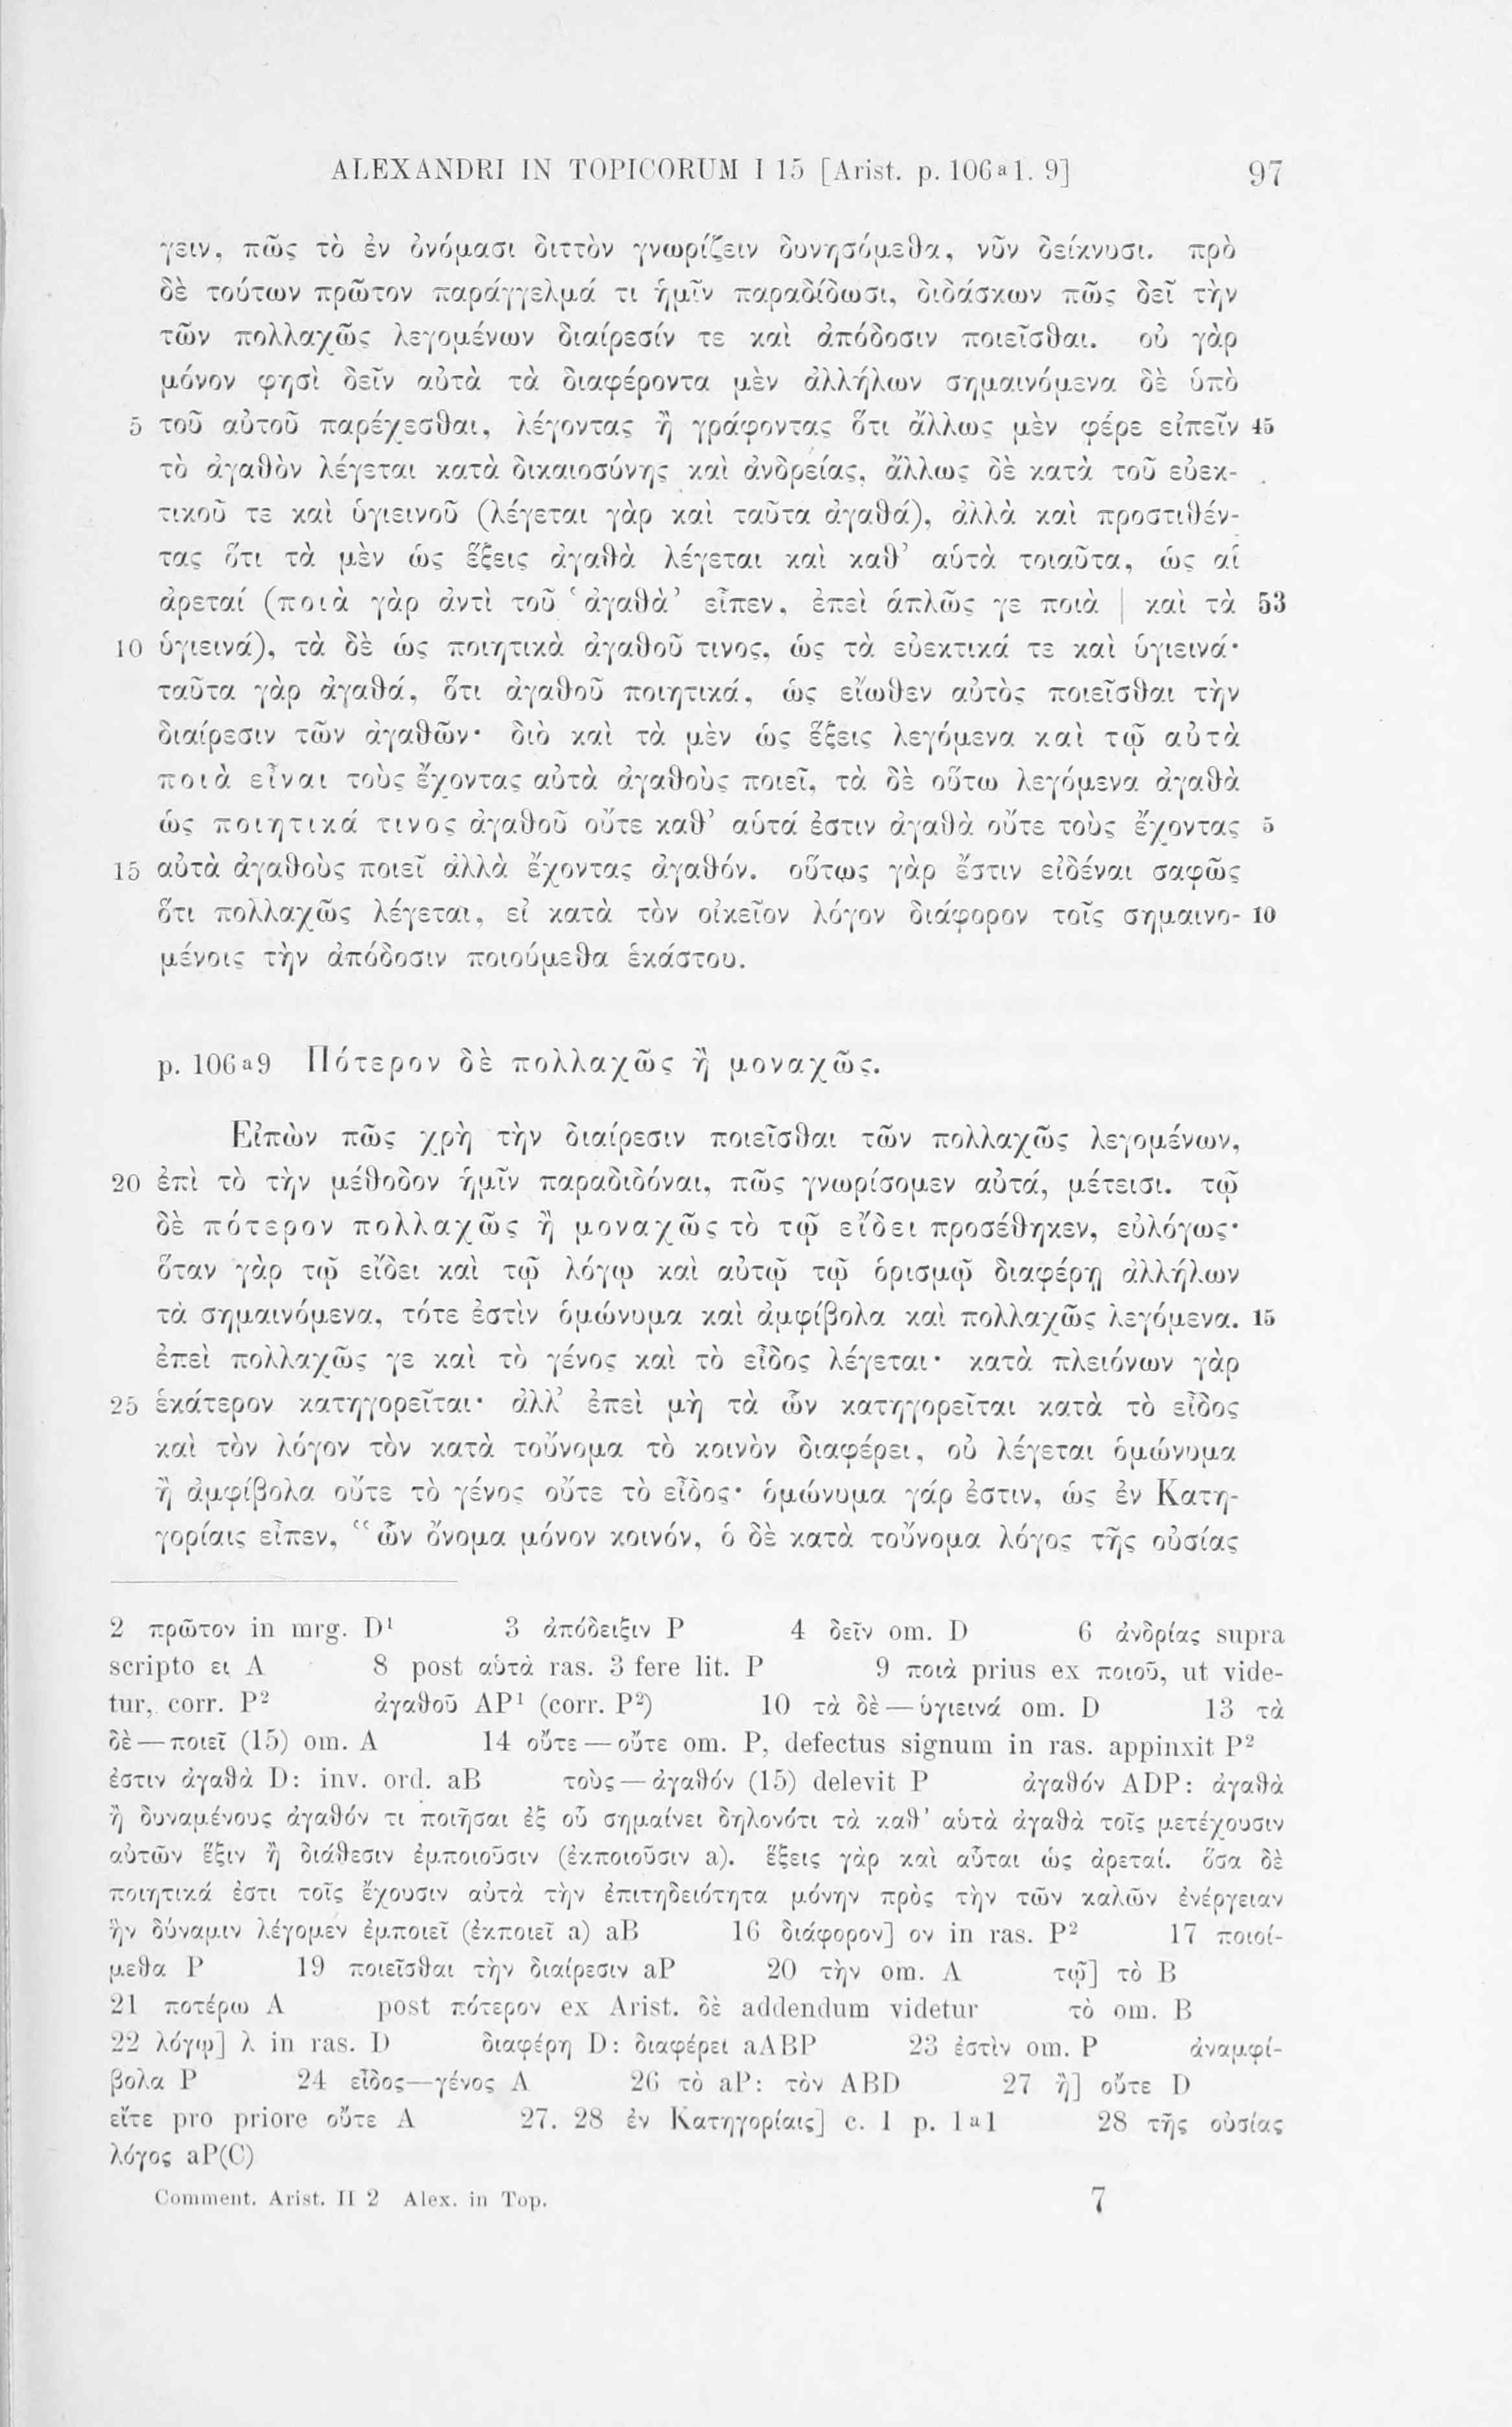 ALEXANDRI IN TOPICORUM I 15 [Arist. p. 106ᵃ1. 9] 97
γειν, πῶς τὸ ἐν ὀνόμασι διττὸν γνωρίζειν δυνησόμεθα, νῦν δείκνυσι. πρὸ
δὲ τούτων πρῶτον παράγγελμά τι ἡμῖν παραδίδωσι, διδάσκων πῶς δεῖ τὴν
τῶν πολλαχῶς λεγομένων διαίρεσίν τε καὶ ἀπόδοσιν ποιεῖσθαι. οὐ γὰρ
μόνον φησὶ δεῖν αὐτὰ τὰ διαφέροντα μὲν ἀλλήλων σημαινόμενα δὲ ὑπὸ
5 τοῦ αὐτοῦ παρέχεσθαι, λέγοντας ἢ γράφοντας ὅτι ἄλλως μὲν φέρε εἰπεῖν 45
τὸ ἀγαθὸν λέγεται κατὰ δικαιοσύνης καὶ ἀνδρείας, ἄλλως δὲ κατὰ τοῦ εὐεκ-
τικοῦ τε καὶ ὑγιεινοῦ (λέγεται γὰρ καὶ ταῦτα ἀγαθά), ἀλλὰ καὶ προστιθέν-
τας ὅτι τὰ μὲν ὡς ἕξεις ἀγαθὰ λέγεται καὶ καθ’ αὑτὰ τοιαῦτα, ὡς αἱ
ἀρεταί (ποιὰ γὰρ ἀντὶ τοῦ ‘ἀγαθὰ’ εἶπεν, ἐπεὶ ἁπλῶς γε ποιὰ | καὶ τὰ 53
10 ὑγιεινά), τὰ δὲ ὡς ποιητικὰ ἀγαθοῦ τινος, ὡς τὰ εὐεκτικά τε καὶ ὑγιεινά·
ταῦτα γὰρ ἀγαθά, ὅτι ἀγαθοῦ ποιητικά, ὡς εἴωθεν αὐτὸς ποιεῖσθαι τὴν
διαίρεσιν τῶν ἀγαθῶν· διὸ καὶ τὰ μὲν ὡς ἕξεις λεγόμενα καὶ τῷ αὐτὰ
ποιὰ εἶναι τοὺς ἔχοντας αὐτὰ ἀγαθοὺς ποιεῖ, τὰ δὲ οὕτω λεγόμενα ἀγαθὰ
ὡς ποιητικά τινος ἀγαθοῦ οὔτε καθ’ αὑτά ἐστιν ἀγαθὰ οὔτε τοὺς ἔχοντας 5
15 αὐτὰ ἀγαθοὺς ποιεῖ ἀλλὰ ἔχοντας ἀγαθόν. οὕτως γὰρ ἔστιν εἰδέναι σαφῶς
ὅτι πολλαχῶς λέγεται, εἰ κατὰ τὸν οἰκεῖον λόγον διάφορον τοῖς σημαινο- 10
μένοις τὴν ἀπόδοσιν ποιούμεθα ἑκάστου.
p. 106ᵃ9 Πότερον δὲ πολλαχῶς ἢ μοναχῶς.
Εἰπὼν πῶς χρὴ τὴν διαίρεσιν ποιεῖσθαι τῶν πολλαχῶς λεγομένων,
20 ἐπὶ τὸ τὴν μέθοδον ἡμῖν παραδιδόναι, πῶς γνωρίσομεν αὐτά, μέτεισι. τῷ
δὲ πότερον πολλαχῶς ἢ μοναχῶς τὸ τῷ εἴδει προσέθηκεν, εὐλόγως·
ὅταν γὰρ τῷ εἴδει καὶ τῷ λόγῳ καὶ αὐτῷ τῷ ὁρισμῷ διαφέρῃ ἀλλήλων
τὰ σημαινόμενα, τότε ἐστὶν ὁμώνυμα καὶ ἀμφίβολα καὶ πολλαχῶς λεγόμενα. 15
ἐπεὶ πολλαχῶς γε καὶ τὸ γένος καὶ τὸ εἶδος λέγεται· κατὰ πλειόνων γὰρ
25 ἑκάτερον κατηγορεῖται· ἀλλ’ ἐπεὶ μὴ τὰ ὧν κατηγορεῖται κατὰ τὸ εἶδος
καὶ τὸν λόγον τὸν κατὰ τοὔνομα τὸ κοινὸν διαφέρει, οὐ λέγεται ὁμώνυμα
ἢ ἀμφίβολα οὔτε τὸ γένος οὔτε τὸ εἶδος· ὁμώνυμα γάρ ἐστιν, ὡς ἐν Κατη-
γορίαις εἶπεν, “ὧν ὄνομα μόνον κοινόν, ὁ δὲ κατὰ τοὔνομα λόγος τῆς οὐσίας
2 πρῶτον in mrg. D¹ 3 ἀπόδειξιν P 4 δεῖν om. D 6 ἀνδρίας supra
scripto ει A 8 post αὑτὰ ras. 3 fere lit. P 9 ποιὰ prius ex ποιοῦ, ut vide-
tur, corr. P² ἀγαθοῦ AP¹ (corr. P²) 10 τὰ δὲ — ὑγιεινά om. D 13 τὰ
δὲ — ποιεῖ (15) om. A 14 οὔτε — οὔτε om. P, defectus signum in ras. appinxit P²
ἐστιν ἀγαθὰ D: inv. ord. aB τοὺς — ἀγαθόν (15) delevit P ἀγαθόν ADP: ἀγαθὰ
ἢ δυναμένους ἀγαθόν τι ποιῆσαι ἐξ οὗ σημαίνει δηλονότι τὰ καθ’ αὑτὰ ἀγαθὰ τοῖς μετέχουσιν
αὐτῶν ἕξιν ἢ διάθεσιν ἐμποιοῦσιν (ἐκποιοῦσιν a). ἕξεις γὰρ καὶ αὗται ὡς ἀρεταί. ὅσα δὲ
ποιητικά ἐστι τοῖς ἔχουσιν αὐτὰ τὴν ἐπιτηδειότητα μόνην πρὸς τὴν τῶν καλῶν ἐνέργειαν
ἣν δύναμιν λέγομεν ἐμποιεῖ (ἐκποιεῖ a) aB 16 διάφορον] ον in ras. P² 17 ποιοί-
μεθα P 19 ποιεῖσθαι τὴν διαίρεσιν aP 20 τὴν om. A τῷ] τὸ B
21 ποτέρω A post πότερον ex Arist. δὲ addendum videtur τὸ om. B
22 λόγῳ] λ in ras. D διαφέρη D: διαφέρει aABP 23 ἐστὶν om. P ἀναμφί-
βολα P 24 εἶδος—γένος A 26 τὸ aP: τὸν ABD 27 ἢ] οὔτε D
εἴτε pro priore οὔτε A 27. 28 ἐν Κατηγορίαις] c. 1 p. 1ᵃ1 28 τῆς οὐσίας
λόγος aP(C)
Comment. Arist. II 2 Alex. in Top. 7